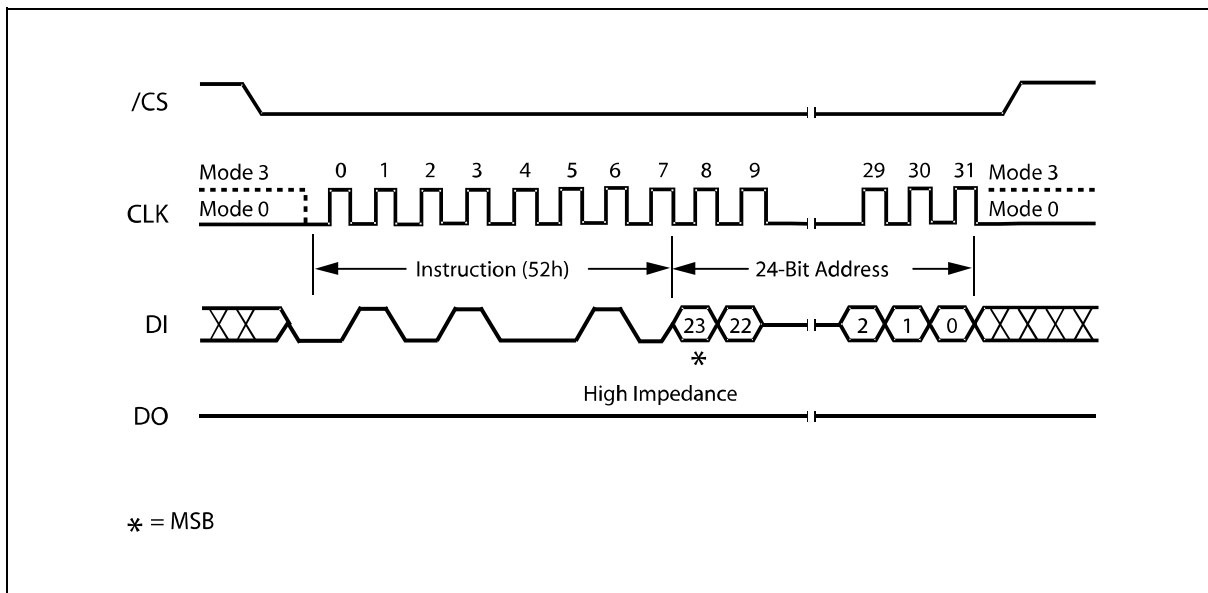 /CS
Mode 3 0 1 2 3 4 5 6 7 8 9 29 30 31 Mode 3
CLK Mode 0 Mode 0
Instruction (52h) 24-Bit Address
DI 23 22 2 1 0
*
High Impedance
DO
* = MSB